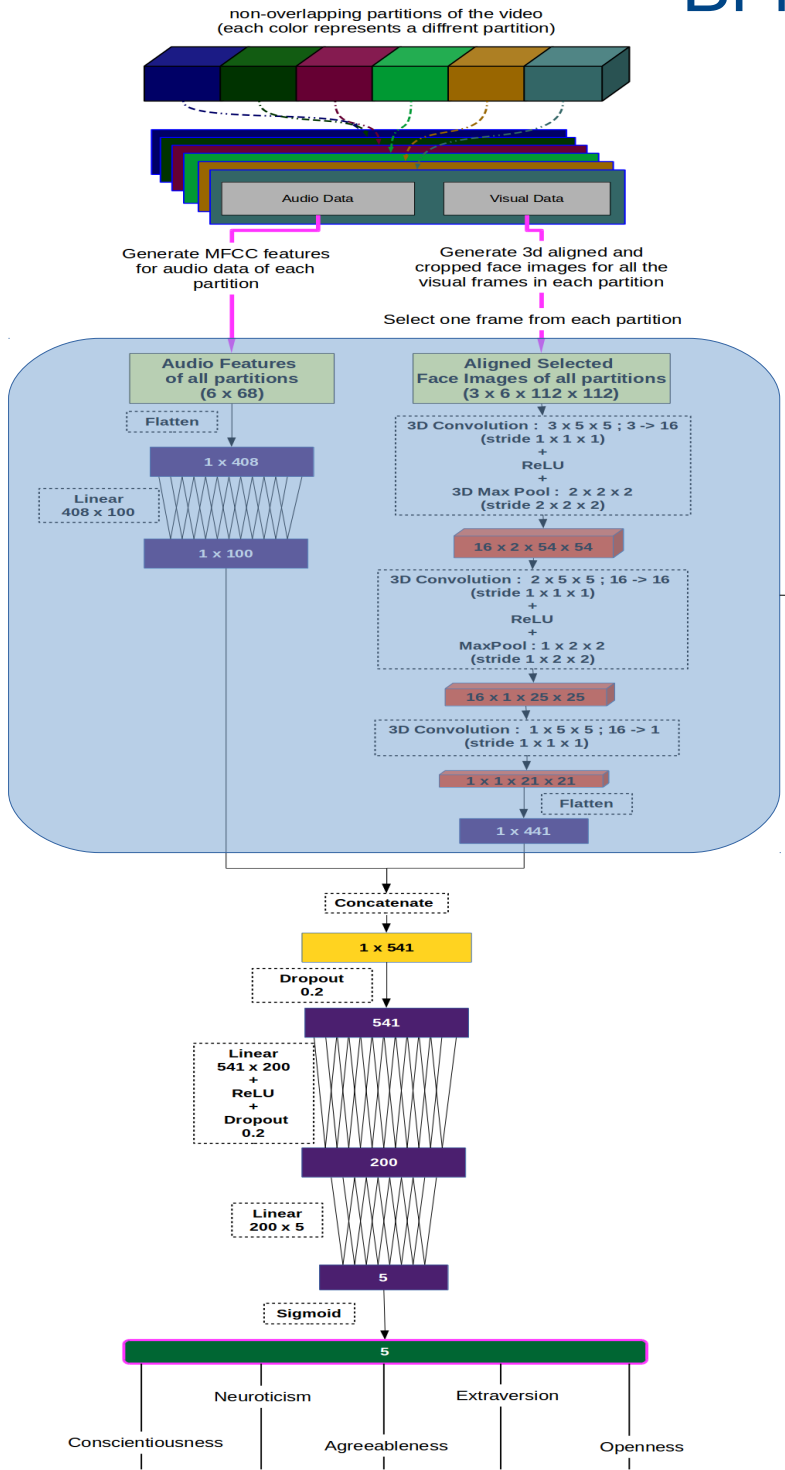 non-overlapping partitions of the video
(each color represents a diffrent partition)
Audio Data
Visual Data
Generate MFCC features
for audio data of each
partition
Generate 3d aligned and
cropped face images for all the
visual frames in each partition
Select one frame from each partition
Audio Features
of all partitions
(6 x 68)
Flatten
1 x 408
Linear
408 x 100
1 x 100
Aligned Selected
Face Images of all partitions
(3 x 6 x 112 x 112)
3D Convolution : 3 x 5 x 5 ; 3 -> 16
(stride 1 x 1 x 1)
+
ReLU
+
3D Max Pool : 2 x 2 x 2
(stride 2 x 2 x 2)
16 x 2 x 54 x 54
3D Convolution : 2 x 5 x 5 ; 16 -> 16
(stride 1 x 1 x 1)
+
ReLU
+
MaxPool : 1 x 2 x 2
(stride 1 x 2 x 2)
16 x 1 x 25 x 25
3D Convolution : 1 x 5 x 5 ; 16 -> 1
(stride 1 x 1 x 1)
1 x 1 x 21 x 21
Flatten
1 x 441
Concatenate
1 x 541
Dropout
0.2
541
Linear
541 x 200
+
ReLU
+
Dropout
0.2
200
Linear
200 x 5
5
Sigmoid
5
Neuroticism
Extraversion
Conscientiousness
Agreeableness
Openness